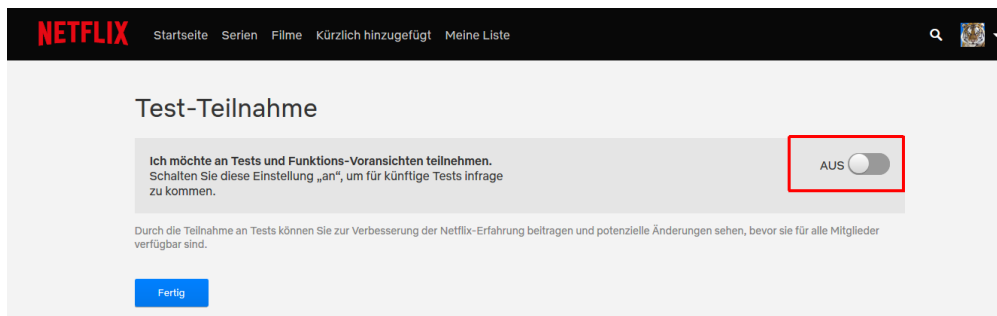 NETFLIX Startseite Serien Filme Kürzlich hinzugefügt Meine Liste
Test-Teilnahme
Ich möchte an Tests und Funktions-Voransichten teilnehmen.
Schalten Sie diese Einstellung „an“, um für künftige Tests infrage
zu kommen.
AUS
Durch die Teilnahme an Tests können Sie zur Verbesserung der Netflix-Erfahrung beitragen und potenzielle Änderungen sehen, bevor sie für alle Mitglieder
verfügbar sind.
Fertig